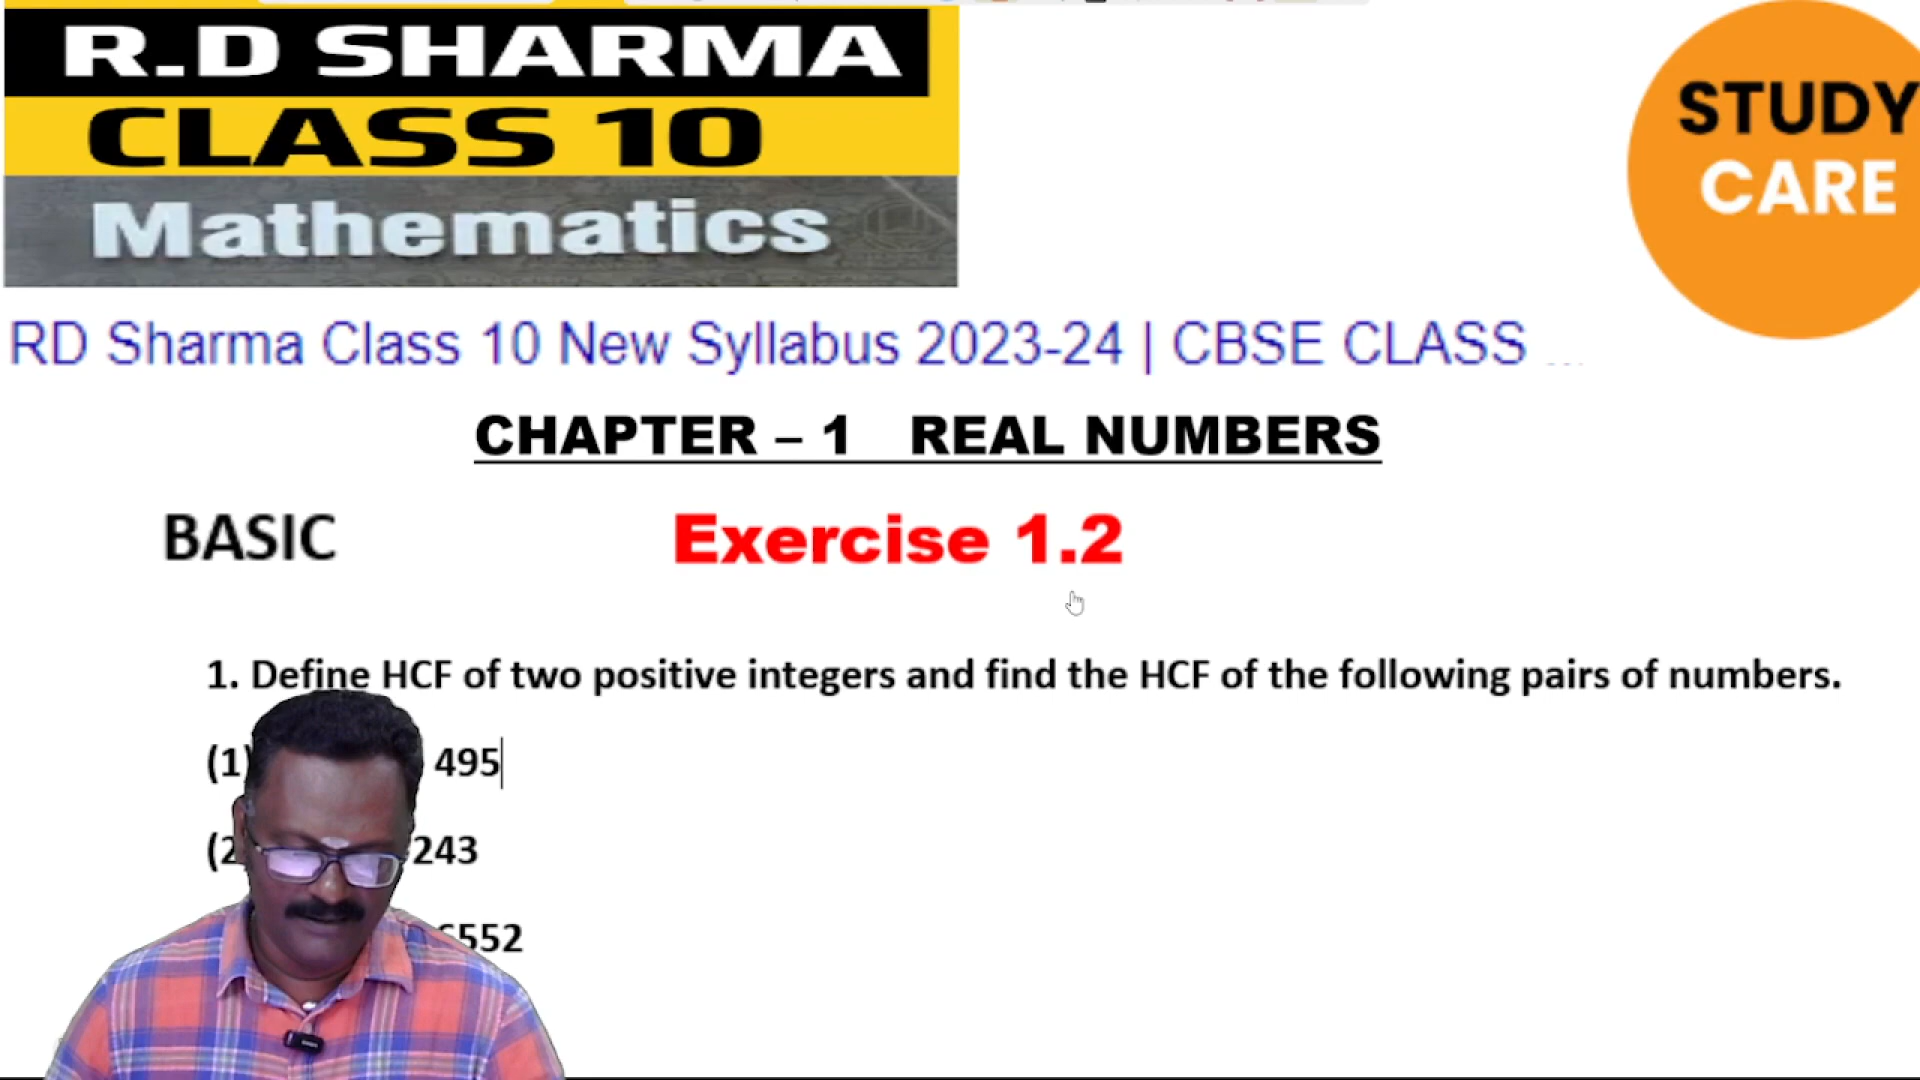 R.D SHARMA
CLASS 10
Mathematics
STUDY
CARE
RD Sharma Class 10 New Syllabus 2023-24 | CBSE CLASS
CHAPTER – 1 REAL NUMBERS
BASIC
Exercise 1.2
1. Define HCF of two positive integers and find the HCF of the following pairs of numbers.
(1) 495
(2 243
552